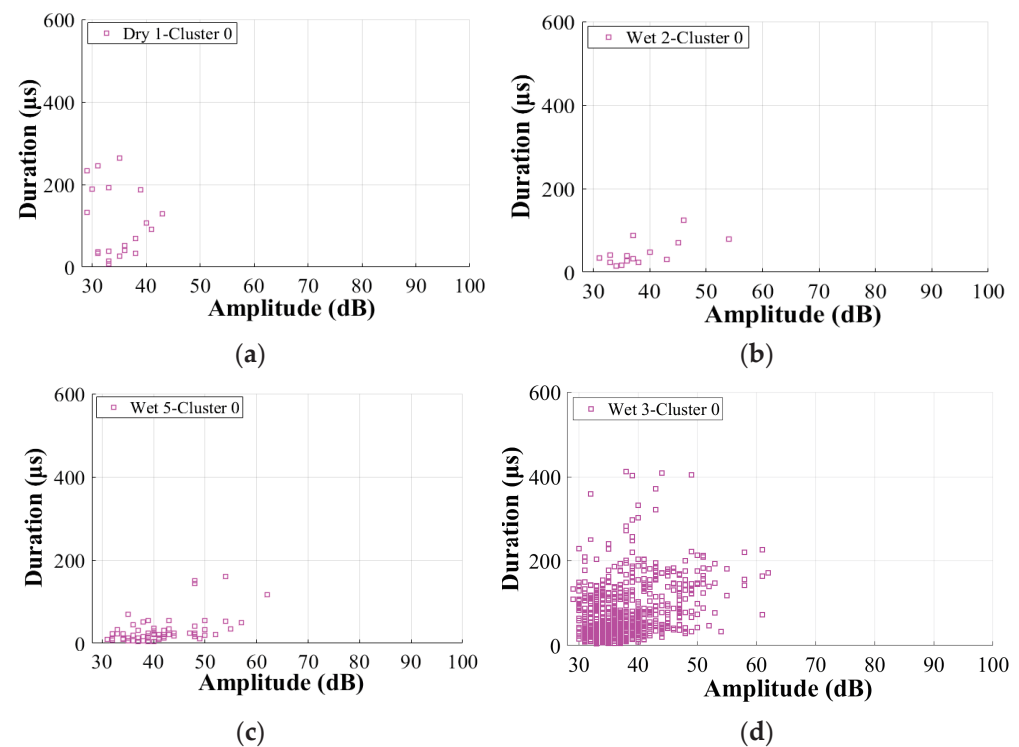 Dry 1-Cluster 0
600
400
200
0
Duration (μs)
30 40 50 60 70 80 90 100
Amplitude (dB)
(a)
Wet 2-Cluster 0
600
400
200
0
Duration (μs)
30 40 50 60 70 80 90 100
Amplitude (dB)
(b)
Wet 5-Cluster 0
600
400
200
0
Duration (μs)
30 40 50 60 70 80 90 100
Amplitude (dB)
(c)
Wet 3-Cluster 0
600
400
200
0
Duration (μs)
30 40 50 60 70 80 90 100
Amplitude (dB)
(d)